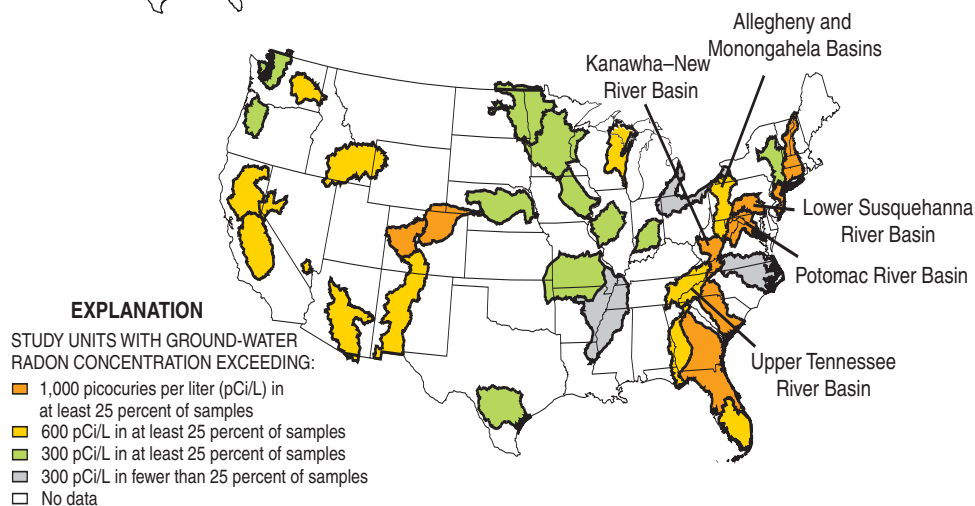 Allegheny and
Monongahela Basins
Kanawha–New
River Basin
Lower Susquehanna
River Basin
Potomac River Basin
Upper Tennessee
River Basin
EXPLANATION
STUDY UNITS WITH GROUND-WATER
RADON CONCENTRATION EXCEEDING:
1,000 picocuries per liter (pCi/L) in
at least 25 percent of samples
600 pCi/L in at least 25 percent of samples
300 pCi/L in at least 25 percent of samples
300 pCi/L in fewer than 25 percent of samples
No data